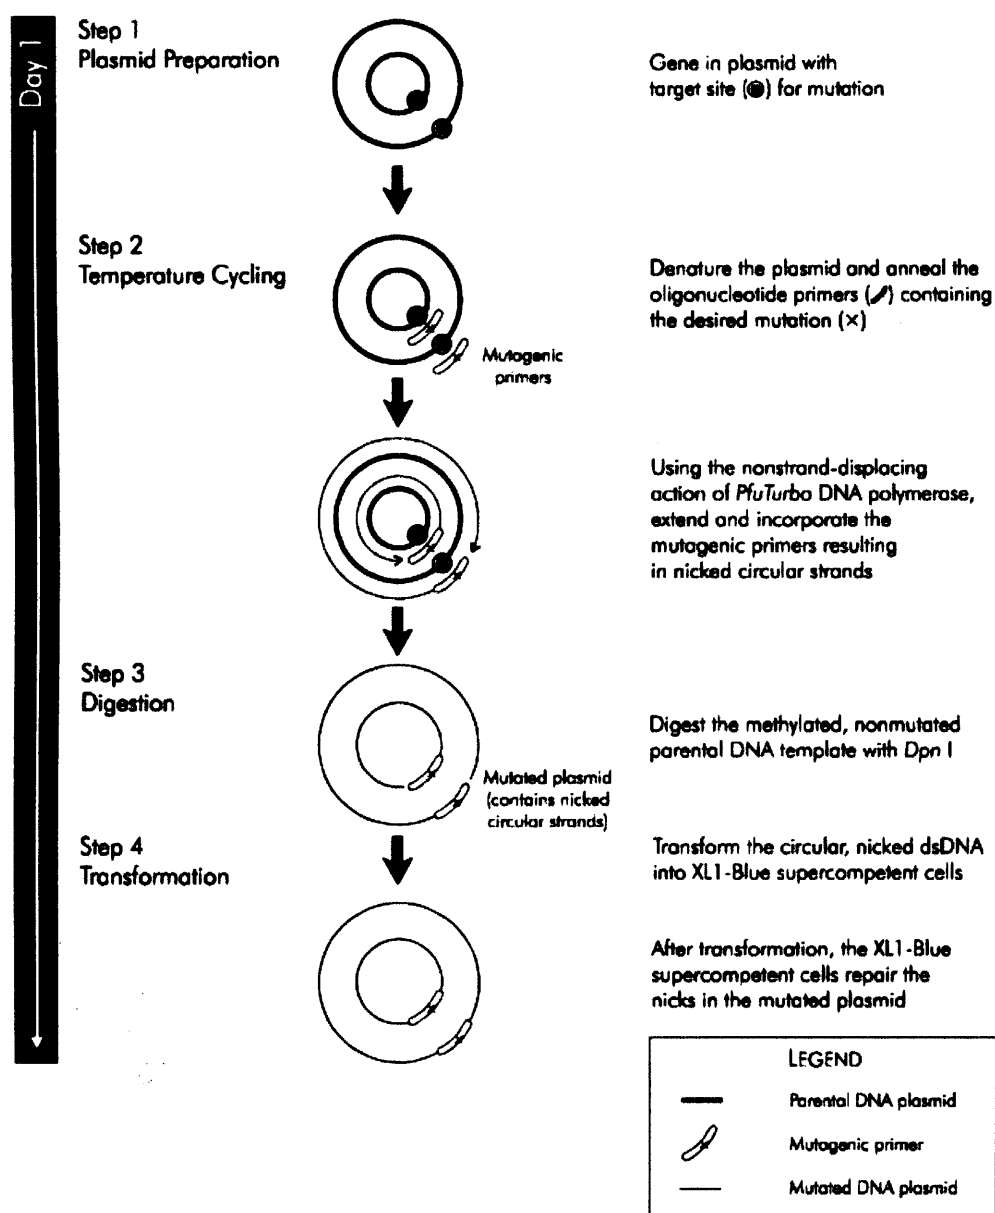 Day 1
Step 1
Plasmid Preparation
Gene in plasmid with
target site (●) for mutation
Step 2
Temperature Cycling
Denature the plasmid and anneal the
oligonucleotide primers ( ) containing
the desired mutation (×)
Mutagenic
primers
Using the nonstrand-displacing
action of PfuTurbo DNA polymerase,
extend and incorporate the
mutagenic primers resulting
in nicked circular strands
Step 3
Digestion
Digest the methylated, nonmutated
parental DNA template with Dpn I
Mutated plasmid
(contains nicked
circular strands)
Step 4
Transformation
Transform the circular, nicked dsDNA
into XL1-Blue supercompetent cells
After transformation, the XL1-Blue
supercompetent cells repair the
nicks in the mutated plasmid
LEGEND
Parental DNA plasmid
Mutagenic primer
Mutated DNA plasmid